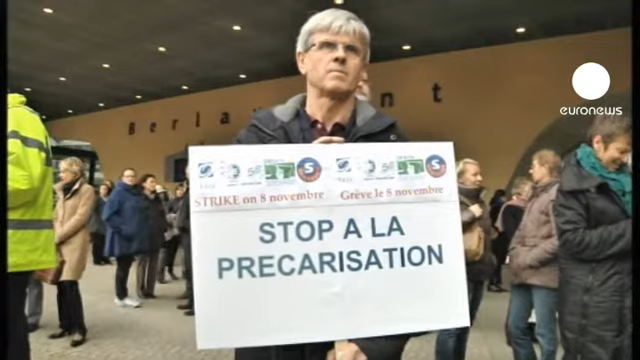 euronews
Berlaymont
STRIKE on 8 novembre Grève le 8 novembre
STOP A LA
PRECARISATION